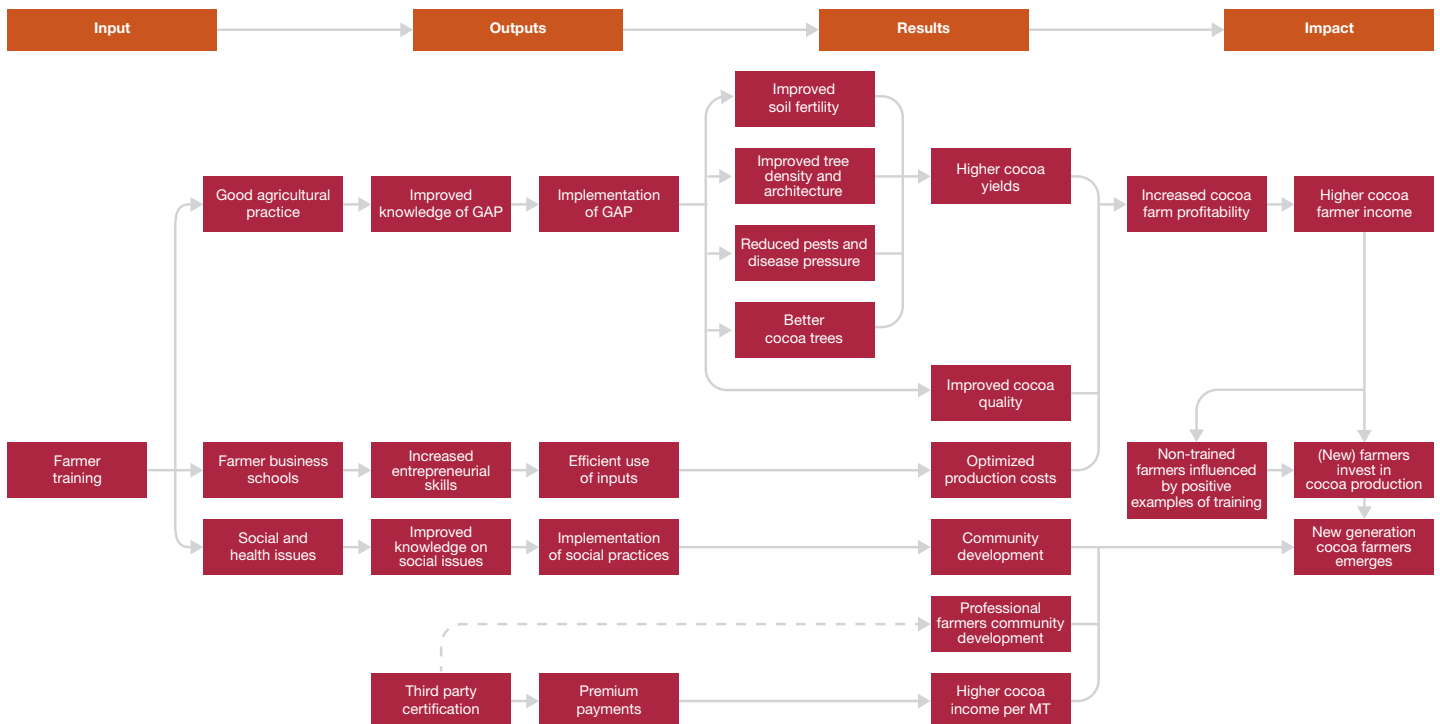 Input
Outputs
Results
Impact
Improved
soil fertility
Improved tree
density and
architecture
Reduced pests and
disease pressure
Better
cocoa trees
Good agricultural
practice
Improved
knowledge of GAP
Implementation
of GAP
Higher cocoa
yields
Increased cocoa
farm profitability
Higher cocoa
farmer income
Improved cocoa
quality
Farmer
training
Farmer business
schools
Increased
entrepreneurial
skills
Efficient use
of inputs
Optimized
production costs
Non-trained
farmers influenced
by positive
examples of training
(New) farmers
invest in
cocoa production
Social and
health issues
Improved
knowledge on
social issues
Implementation
of social practices
Community
development
New generation
cocoa farmers
emerges
Professional
farmers community
development
Third party
certification
Premium
payments
Higher cocoa
income per MT